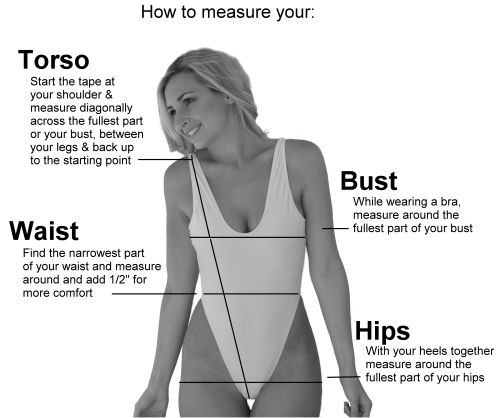 How to measure your:
Torso
Start the tape at
your shoulder &
measure diagonally
across the fullest part
or your bust, between
your legs & back up
to the starting point
Bust
While wearing a bra,
measure around the
fullest part of your bust
Waist
Find the narrowest part
of your waist and measure
around and add 1/2" for
more comfort
Hips
With your heels together
measure around the
fullest part of your hips